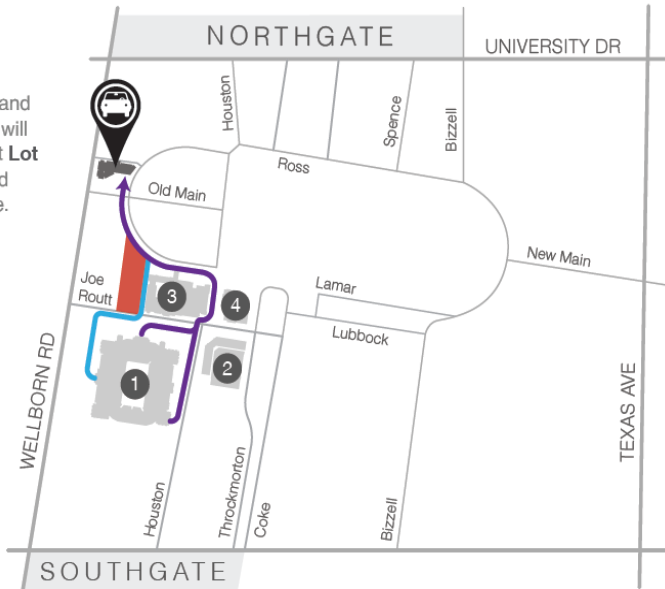 NORTHGATE
UNIVERSITY DR
and
will
t Lot
d
e.
Houston
Spence
Bizzell
Ross
Old Main
New Main
Joe
Routt
3
4
Lamar
Lubbock
1
2
WELLBORN RD
TEXAS AVE
Houston
Throckmorton
Coke
Bizzell
SOUTHGATE